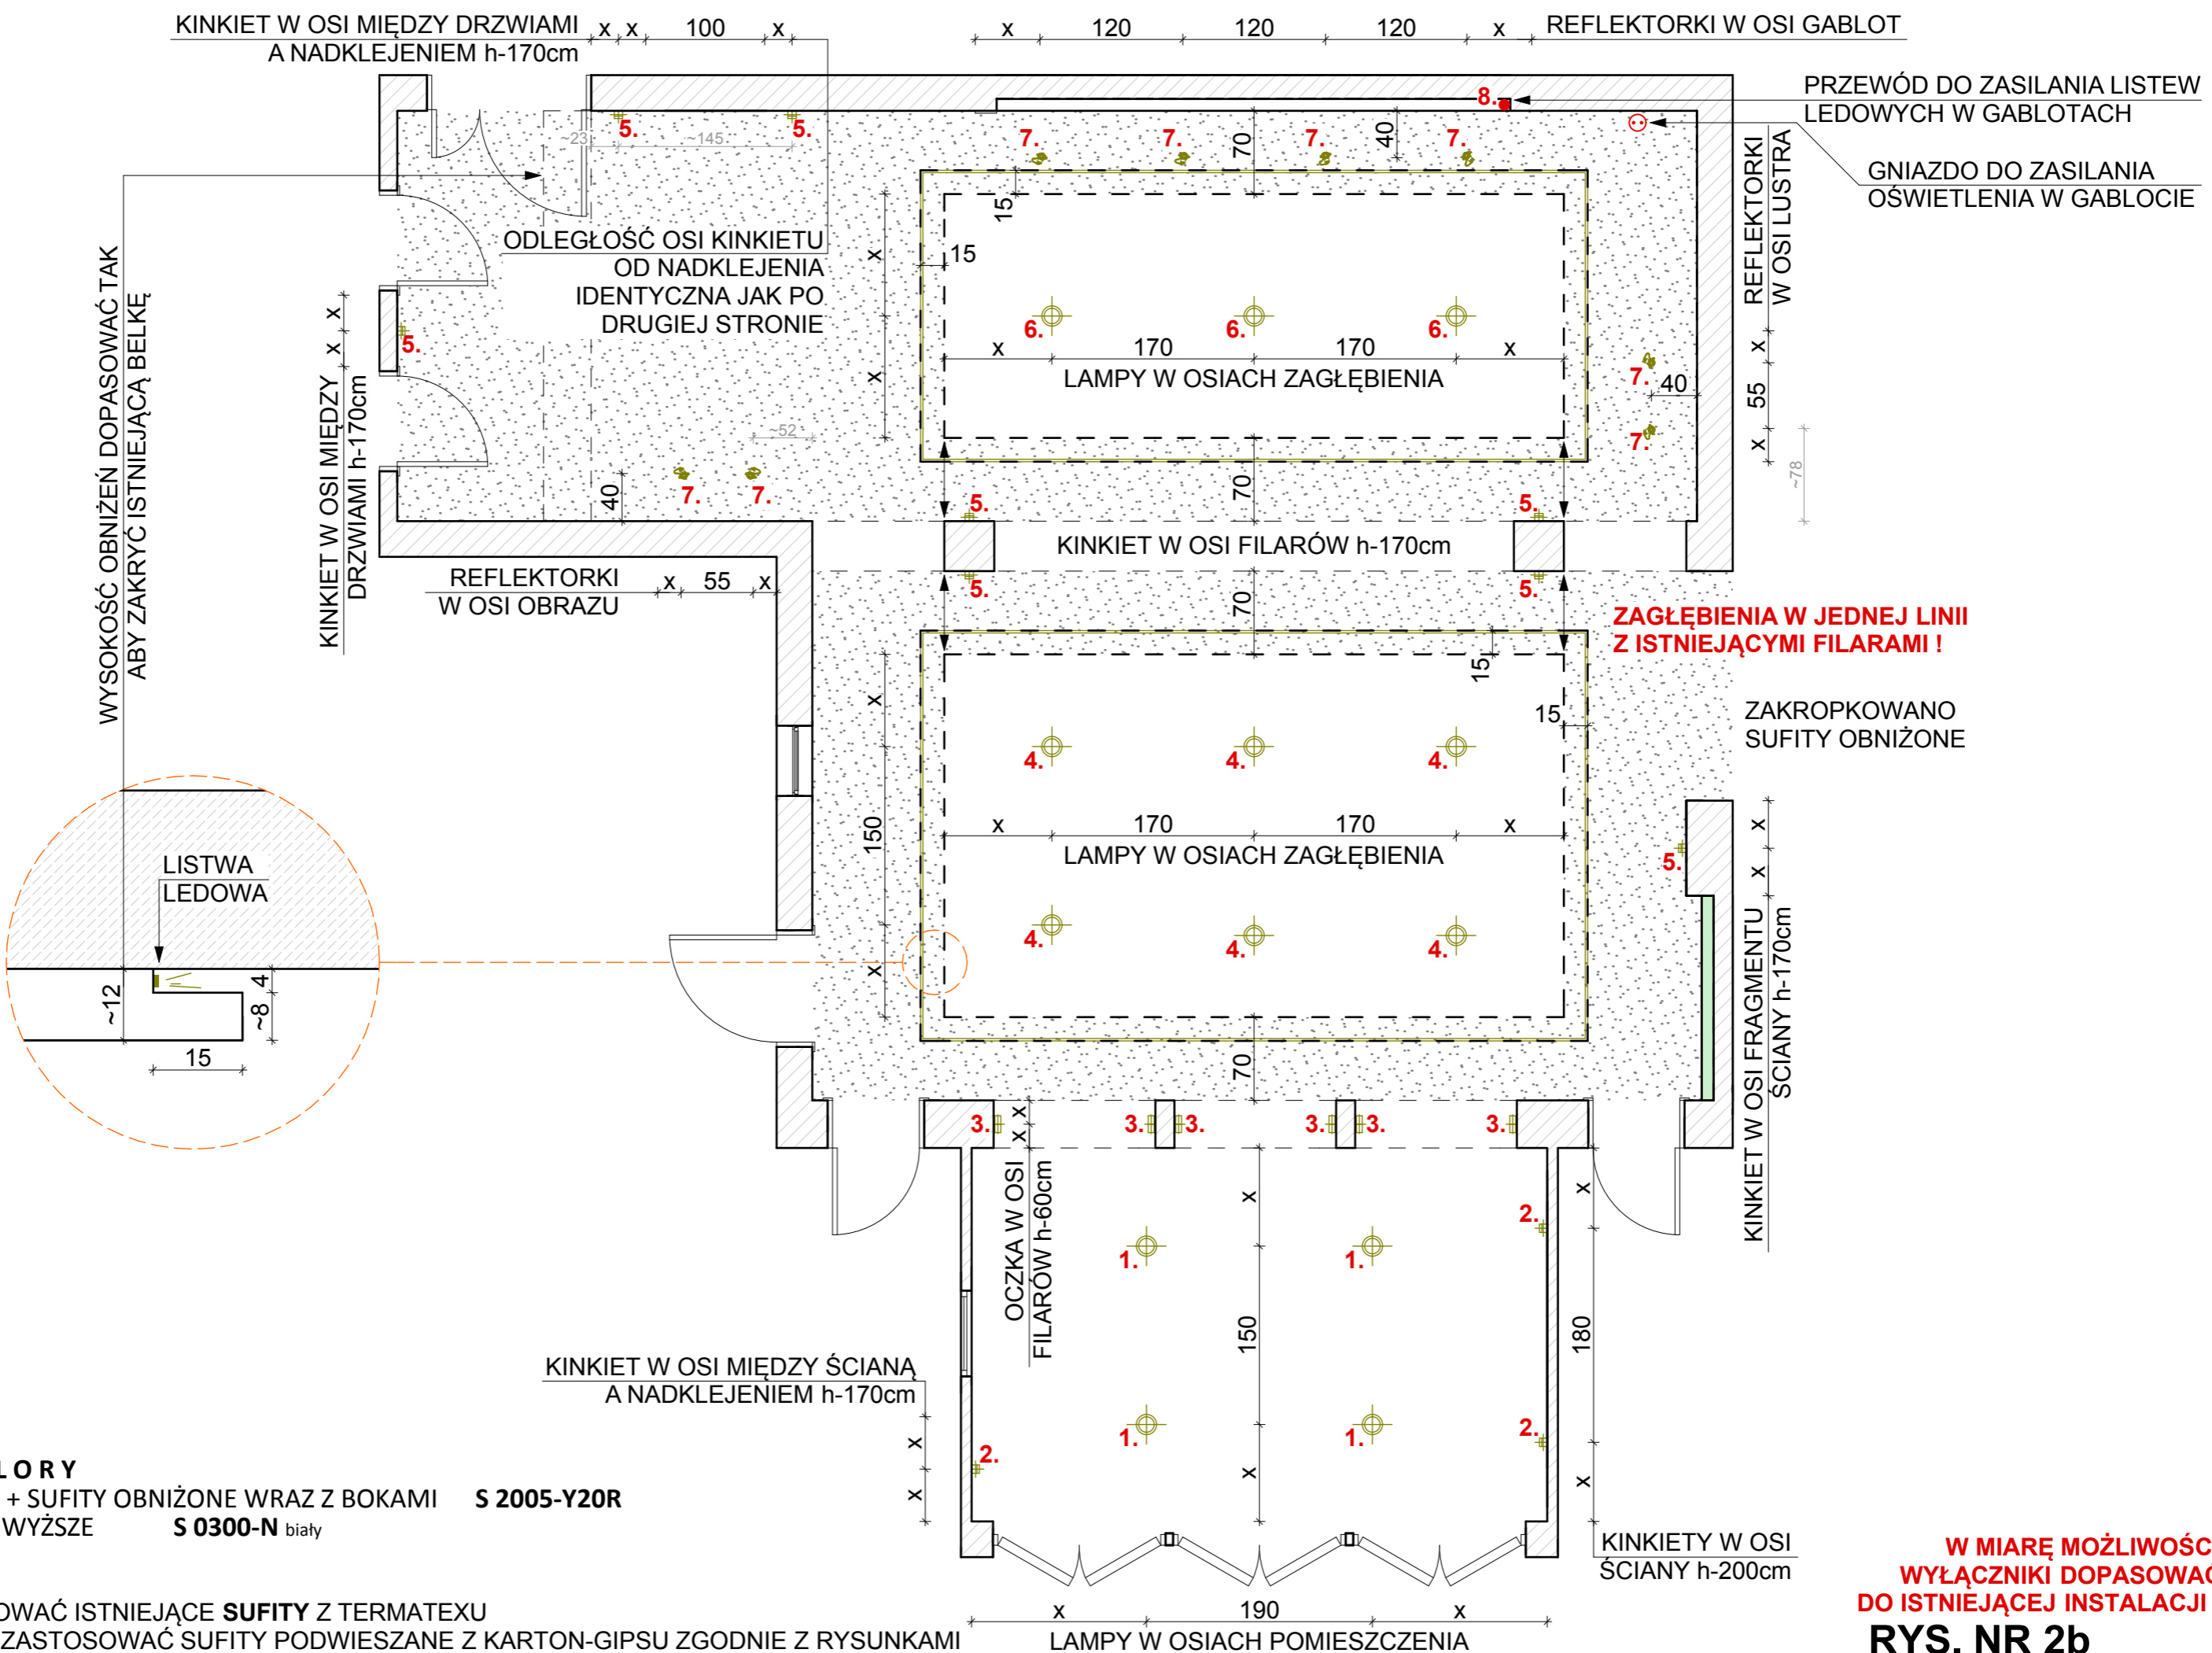 KINKIET W OSI MIĘDZY DRZWIAMI
A NADKLEJENIEM h-170cm
x x 100 x
x 120 120 120 x
REFLEKTORKI W OSI GABLOT
PRZEWÓD DO ZASILANIA LISTEW
LEDOWYCH W GABLOTACH
GNIAZDO DO ZASILANIA
OŚWIETLENIA W GABLOCIE
8.
5. 5.
~23 ~145
7. 7. 7. 7.
70
40
15
15
REFLEKTORKI
W OSI LUSTRA
x
55
x
~78
WYSOKOŚĆ OBNIŻEŃ DOPASOWAĆ TAK
ABY ZAKRYĆ ISTNIEJĄCĄ BELKĘ
ODLEGŁOŚĆ OSI KINKIETU
OD NADKLEJENIA
IDENTYCZNA JAK PO
DRUGIEJ STRONIE
x
x
5.
x
x
KINKIET W OSI MIĘDZY
DRZWIAMI h-170cm
6. 6. 6.
x 170 170 x
LAMPY W OSIACH ZAGŁĘBIENIA
7.
40
7.
~52
40
7. 7.
70
5. 5.
KINKIET W OSI FILARÓW h-170cm
5. 5.
REFLEKTORKI
W OSI OBRAZU
x 55 x
70
ZAGŁĘBIENIA W JEDNEJ LINII
Z ISTNIEJĄCYMI FILARAMI !
15
15
ZAKROPKOWANO
SUFITY OBNIŻONE
x
150
x
4. 4. 4.
x 170 170 x
LAMPY W OSIACH ZAGŁĘBIENIA
4. 4. 4.
5.
x
x
KINKIET W OSI FRAGMENTU
ŚCIANY h-170cm
LISTWA
LEDOWA
~12
4
~8
15
70
3. 3. 3. 3. 3. 3.
x
x
OCZKA W OSI
FILARÓW h-60cm
x
150
x
1. 1.
1. 1.
2.
2.
2.
x
180
x
KINKIET W OSI MIĘDZY ŚCIANĄ
A NADKLEJENIEM h-170cm
x
x
KINKIETY W OSI
ŚCIANY h-200cm
x 190 x
LAMPY W OSIACH POMIESZCZENIA
LORY
+ SUFITY OBNIŻONE WRAZ Z BOKAMI S 2005-Y20R
WYŻSZE S 0300-N biały
OWAĆ ISTNIEJĄCE SUFITY Z TERMATEXU
ZASTOSOWAĆ SUFITY PODWIESZANE Z KARTON-GIPSU ZGODNIE Z RYSUNKAMI
W MIARĘ MOŻLIWOŚC
WYŁĄCZNIKI DOPASOWAĆ
DO ISTNIEJĄCEJ INSTALACJI
RYS. NR 2b